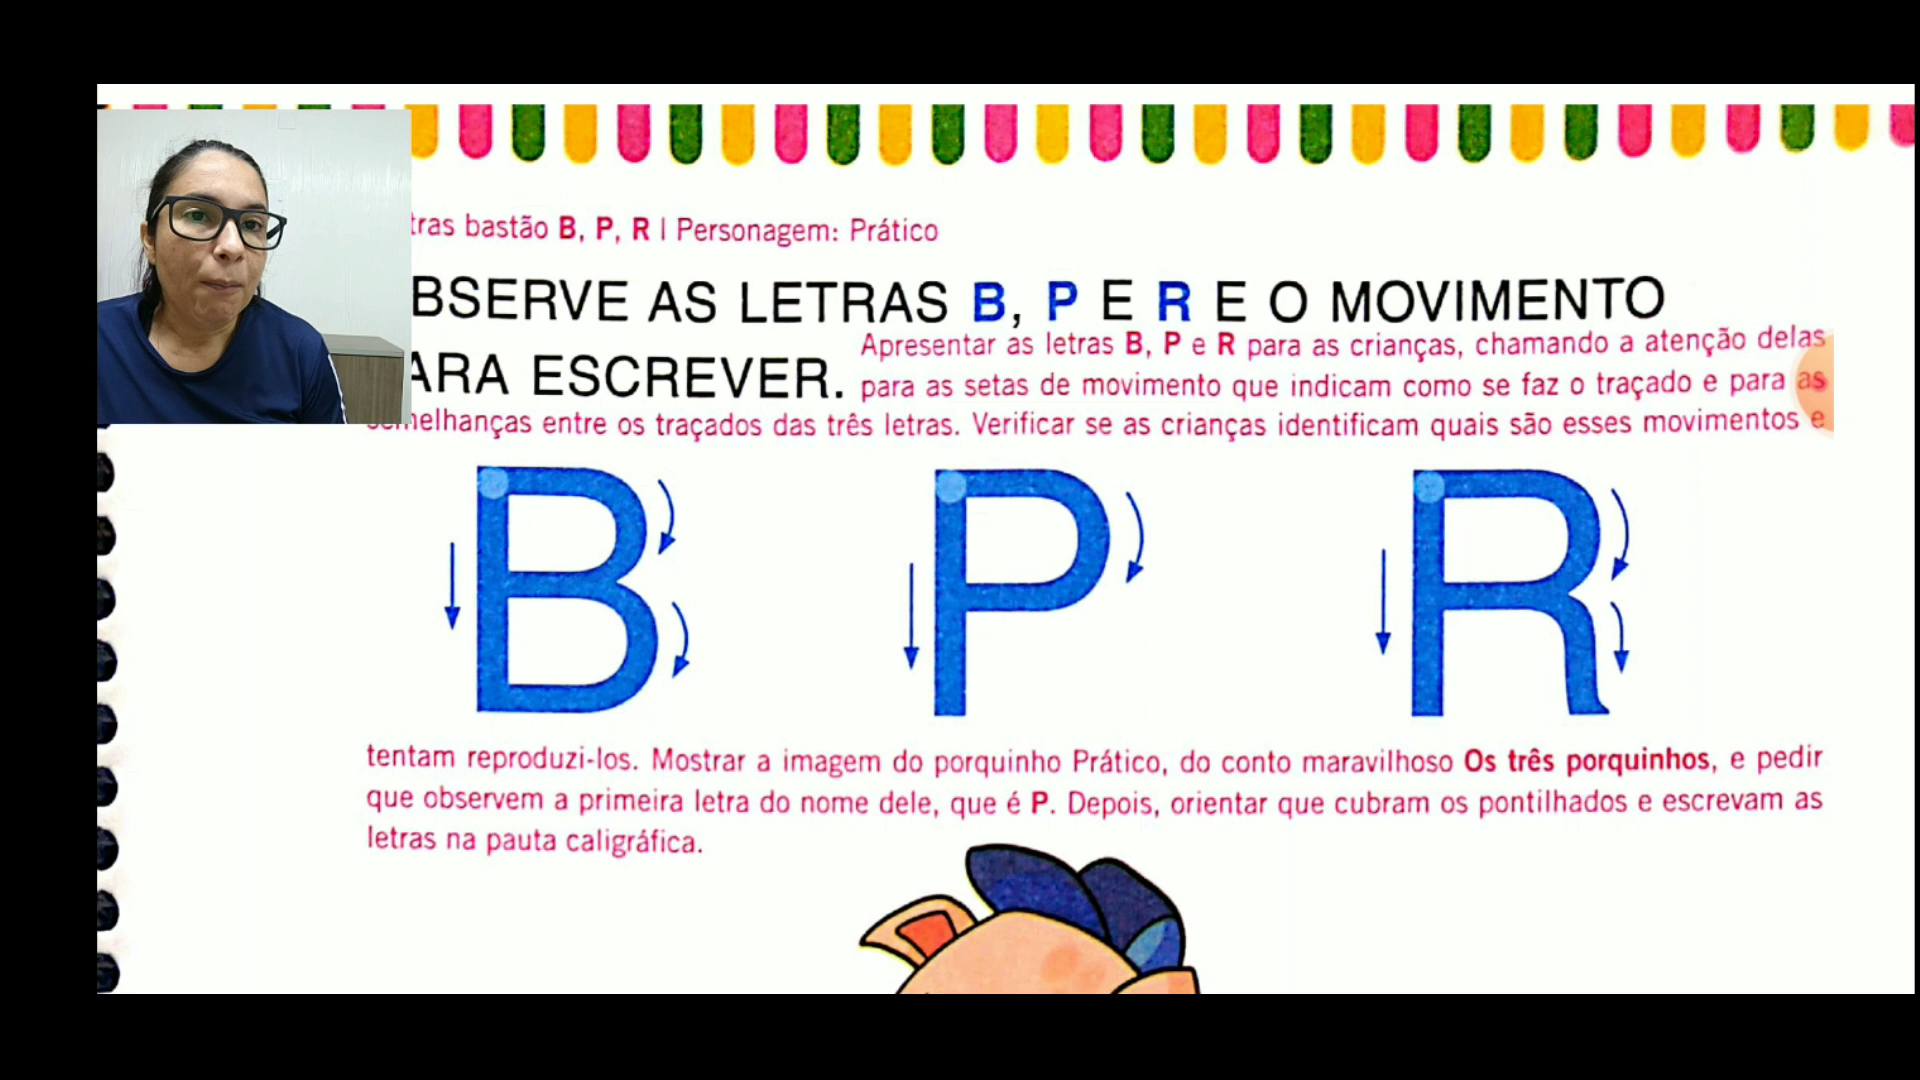 tras bastão B, P, R | Personagem: Prático
BSERVE AS LETRAS B, P E R E O MOVIMENTO
ARA ESCREVER.
Apresentar as letras B, P e R para as crianças, chamando a atenção delas
para as setas de movimento que indicam como se faz o traçado e para as
melhanças entre os traçados das três letras. Verificar se as crianças identificam quais são esses movimentos e
B P R
tentam reproduzi-los. Mostrar a imagem do porquinho Prático, do conto maravilhoso Os três porquinhos, e pedir
que observem a primeira letra do nome dele, que é P. Depois, orientar que cubram os pontilhados e escrevam as
letras na pauta caligráfica.